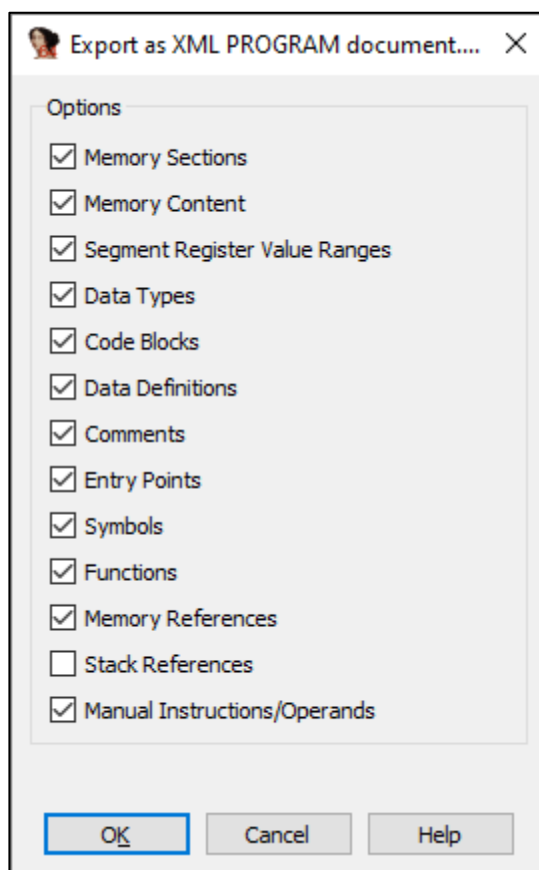 Export as XML PROGRAM document....
Options
Memory Sections
Memory Content
Segment Register Value Ranges
Data Types
Code Blocks
Data Definitions
Comments
Entry Points
Symbols
Functions
Memory References
Stack References
Manual Instructions/Operands
OK Cancel Help